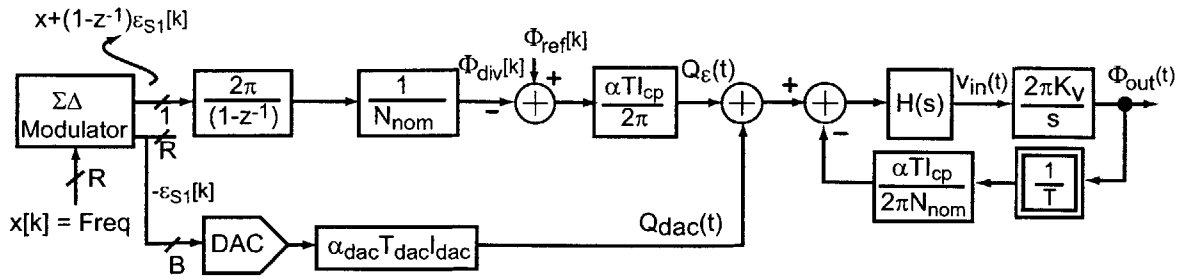 x+(1-z⁻¹)ε_S1[k]
Φ_ref[k]
Φ_div[k]
Q_ε(t)
v_in(t)
Φ_out(t)
ΣΔ
Modulator
1
R
2π
(1-z⁻¹)
1
N_nom
+
-
αTI_cp
2π
+
-
H(s)
2πK_v
s
αTI_cp
2πN_nom
1
T
R
x[k] = Freq
-ε_S1[k]
B
DAC
α_dacT_dacI_dac
Q_dac(t)